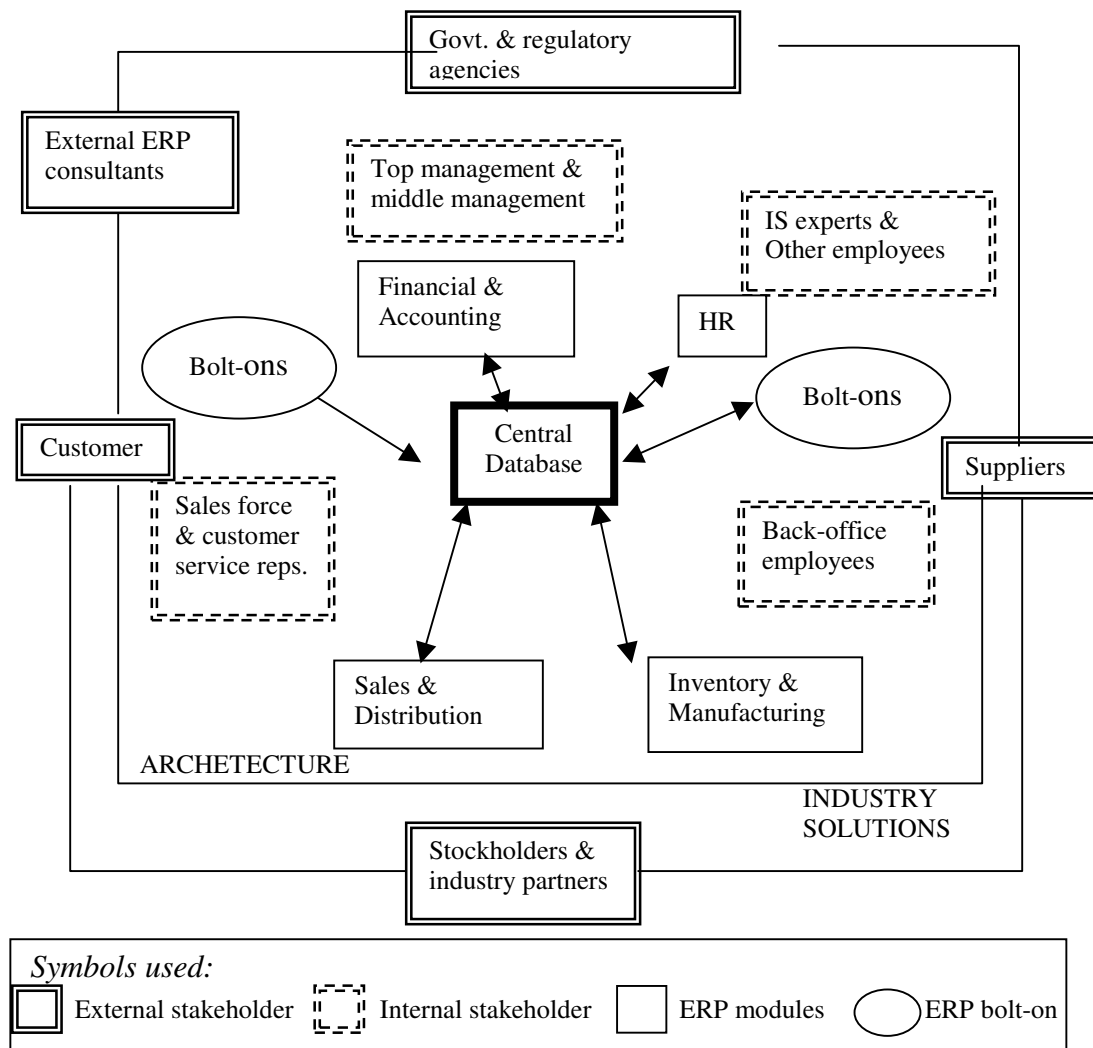 Govt. & regulatory
agencies
External ERP
consultants
Top management &
middle management
IS experts &
Other employees
Financial &
Accounting
HR
Bolt-ons
Bolt-ons
Central
Database
Customer
Suppliers
Sales force
& customer
service reps.
Back-office
employees
Sales &
Distribution
Inventory &
Manufacturing
ARCHETECTURE
INDUSTRY
SOLUTIONS
Stockholders &
industry partners
Symbols used:
External stakeholder
Internal stakeholder
ERP modules
ERP bolt-on